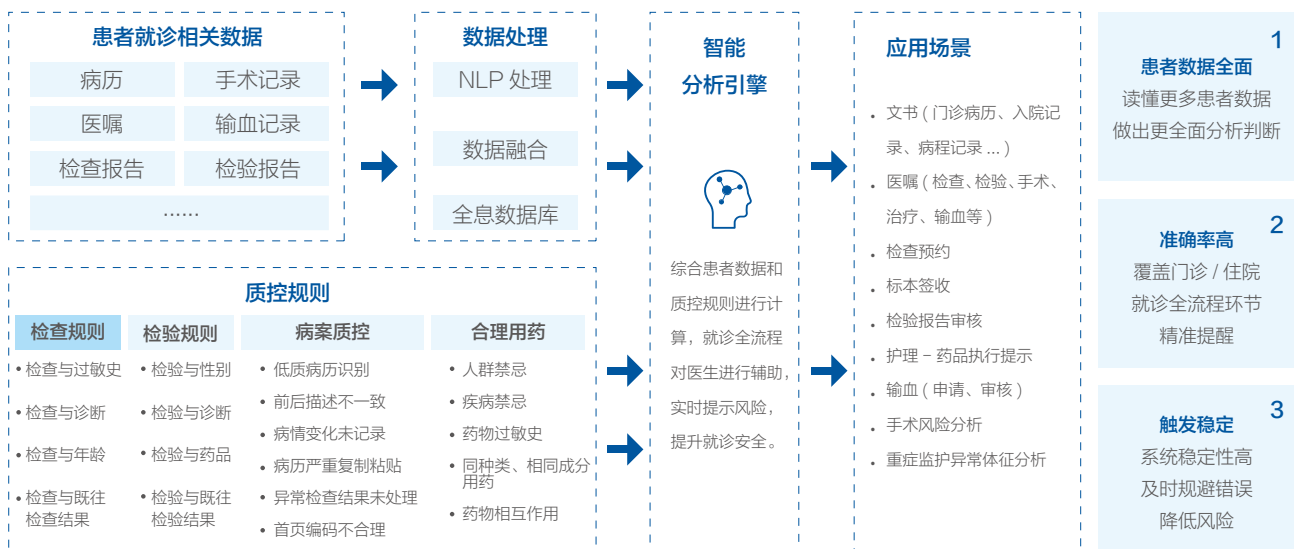 患者就诊相关数据
病历
手术记录
医嘱
输血记录
检查报告
检验报告
......
数据处理
NLP 处理
数据融合
全息数据库
质控规则
检查规则
• 检查与过敏史
• 检查与诊断
• 检查与年龄
• 检查与既往
检查结果
检验规则
• 检验与性别
• 检验与诊断
• 检验与药品
• 检验与既往
检验结果
病案质控
• 低质病历识别
• 前后描述不一致
• 病情变化未记录
• 病历严重复制粘贴
• 异常检查结果未处理
• 首页编码不合理
合理用药
• 人群禁忌
• 疾病禁忌
• 药物过敏史
• 同种类、相同成分
用药
• 药物相互作用
智能
分析引擎
综合患者数据和
质控规则进行计
算，就诊全流程
对医生进行辅助，
实时提示风险，
提升就诊安全。
应用场景
• 文书 ( 门诊病历、入院记
录、病程记录 ... )
• 医嘱 ( 检查、检验、手术、
治疗、输血等 )
• 检查预约
• 标本签收
• 检验报告审核
• 护理 – 药品执行提示
• 输血 ( 申请、审核 )
• 手术风险分析
• 重症监护异常体征分析
1
患者数据全面
读懂更多患者数据
做出更全面分析判断
2
准确率高
覆盖门诊 / 住院
就诊全流程环节
精准提醒
3
触发稳定
系统稳定性高
及时规避错误
降低风险